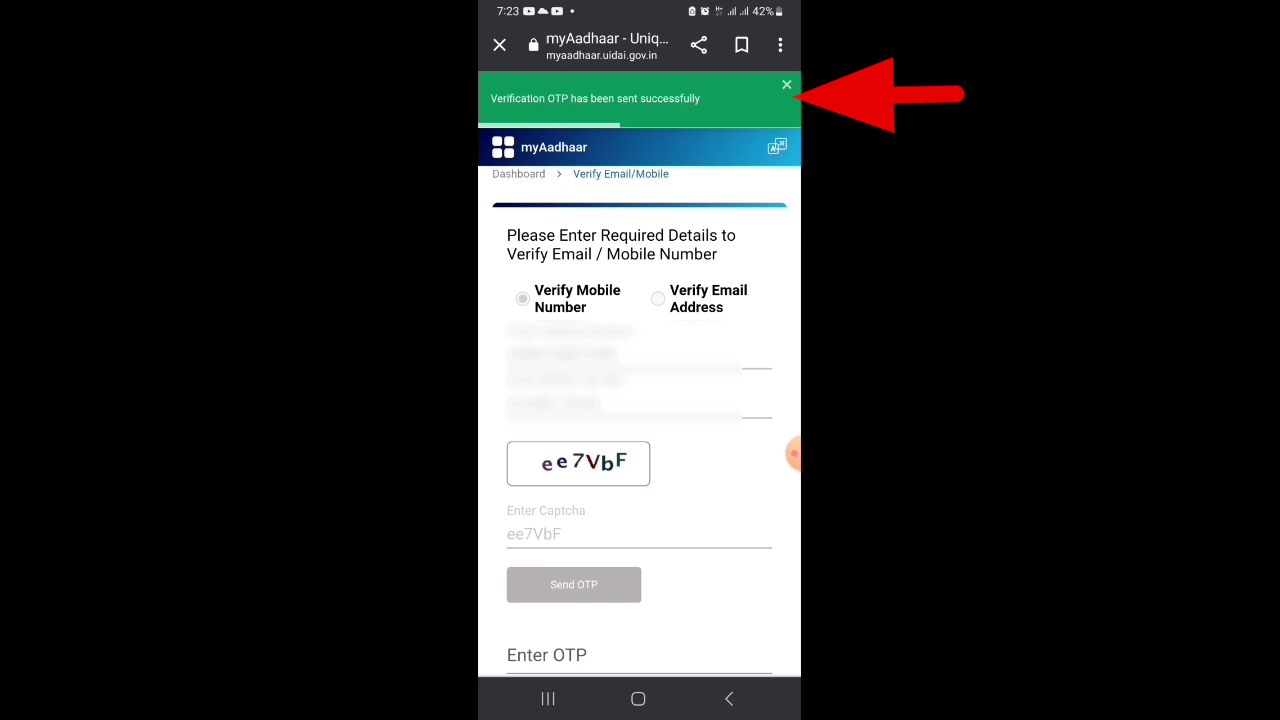 7:23
42%
myAadhaar - Uniq...
myaadhaar.uidai.gov.in
Verification OTP has been sent successfully
myAadhaar
Dashboard > Verify Email/Mobile
Please Enter Required Details to
Verify Email / Mobile Number
Verify Mobile
Number
Verify Email
Address
ee7VbF
Enter Captcha
ee7VbF
Send OTP
Enter OTP